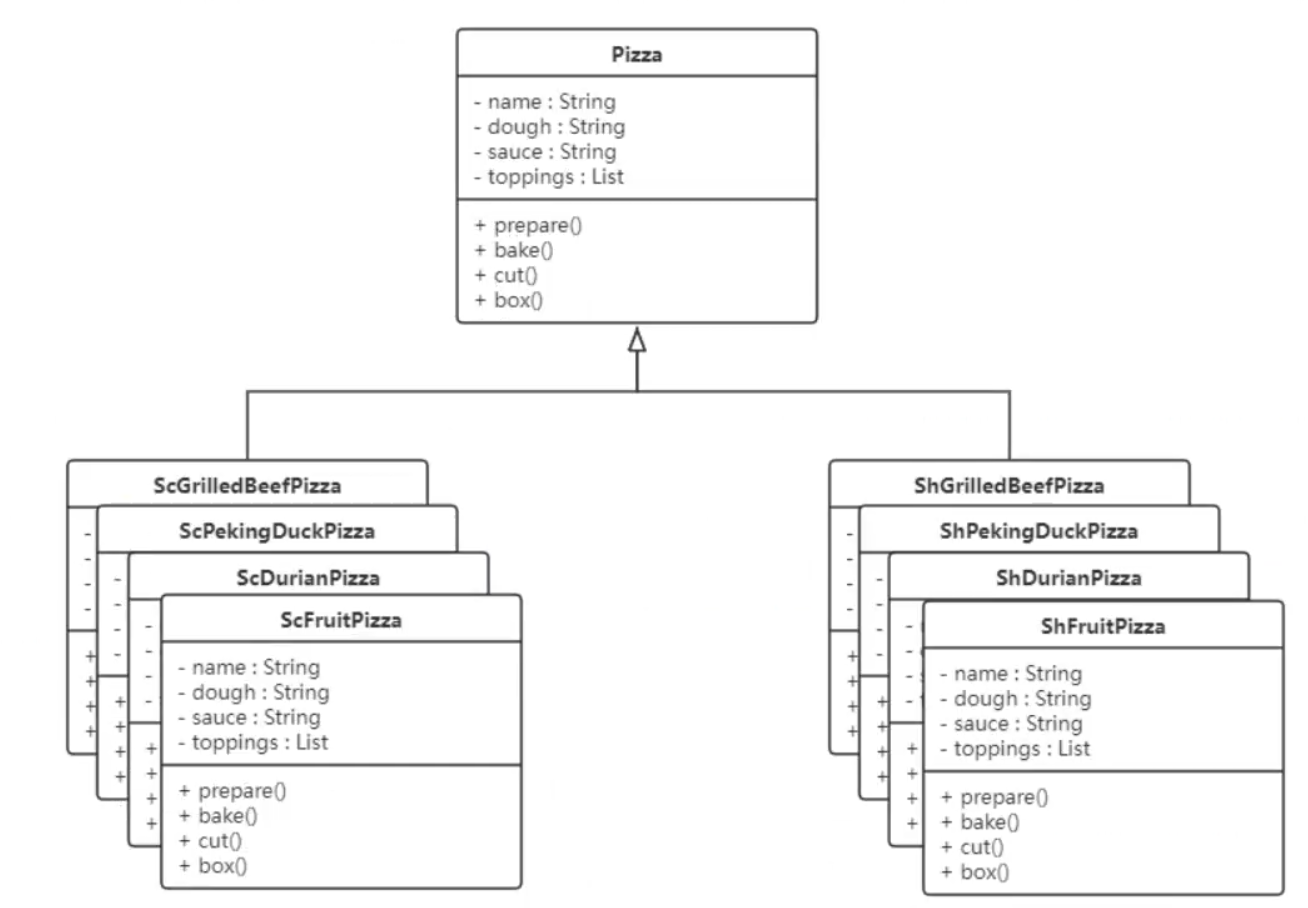 Pizza
- name : String
- dough : String
- sauce : String
- toppings : List
+ prepare()
+ bake()
+ cut()
+ box()
ScGrilledBeefPizza
-
-
-
-
+
+
+
+
ScPekingDuckPizza
-
-
-
-
+
+
+
+
ScDurianPizza
-
-
-
-
+
+
+
+
ScFruitPizza
- name : String
- dough : String
- sauce : String
- toppings : List
+ prepare()
+ bake()
+ cut()
+ box()
ShGrilledBeefPizza
-
-
-
-
+
+
+
+
ShPekingDuckPizza
-
-
-
-
+
+
+
+
ShDurianPizza
-
-
-
-
+
+
+
+
ShFruitPizza
- name : String
- dough : String
- sauce : String
- toppings : List
+ prepare()
+ bake()
+ cut()
+ box()